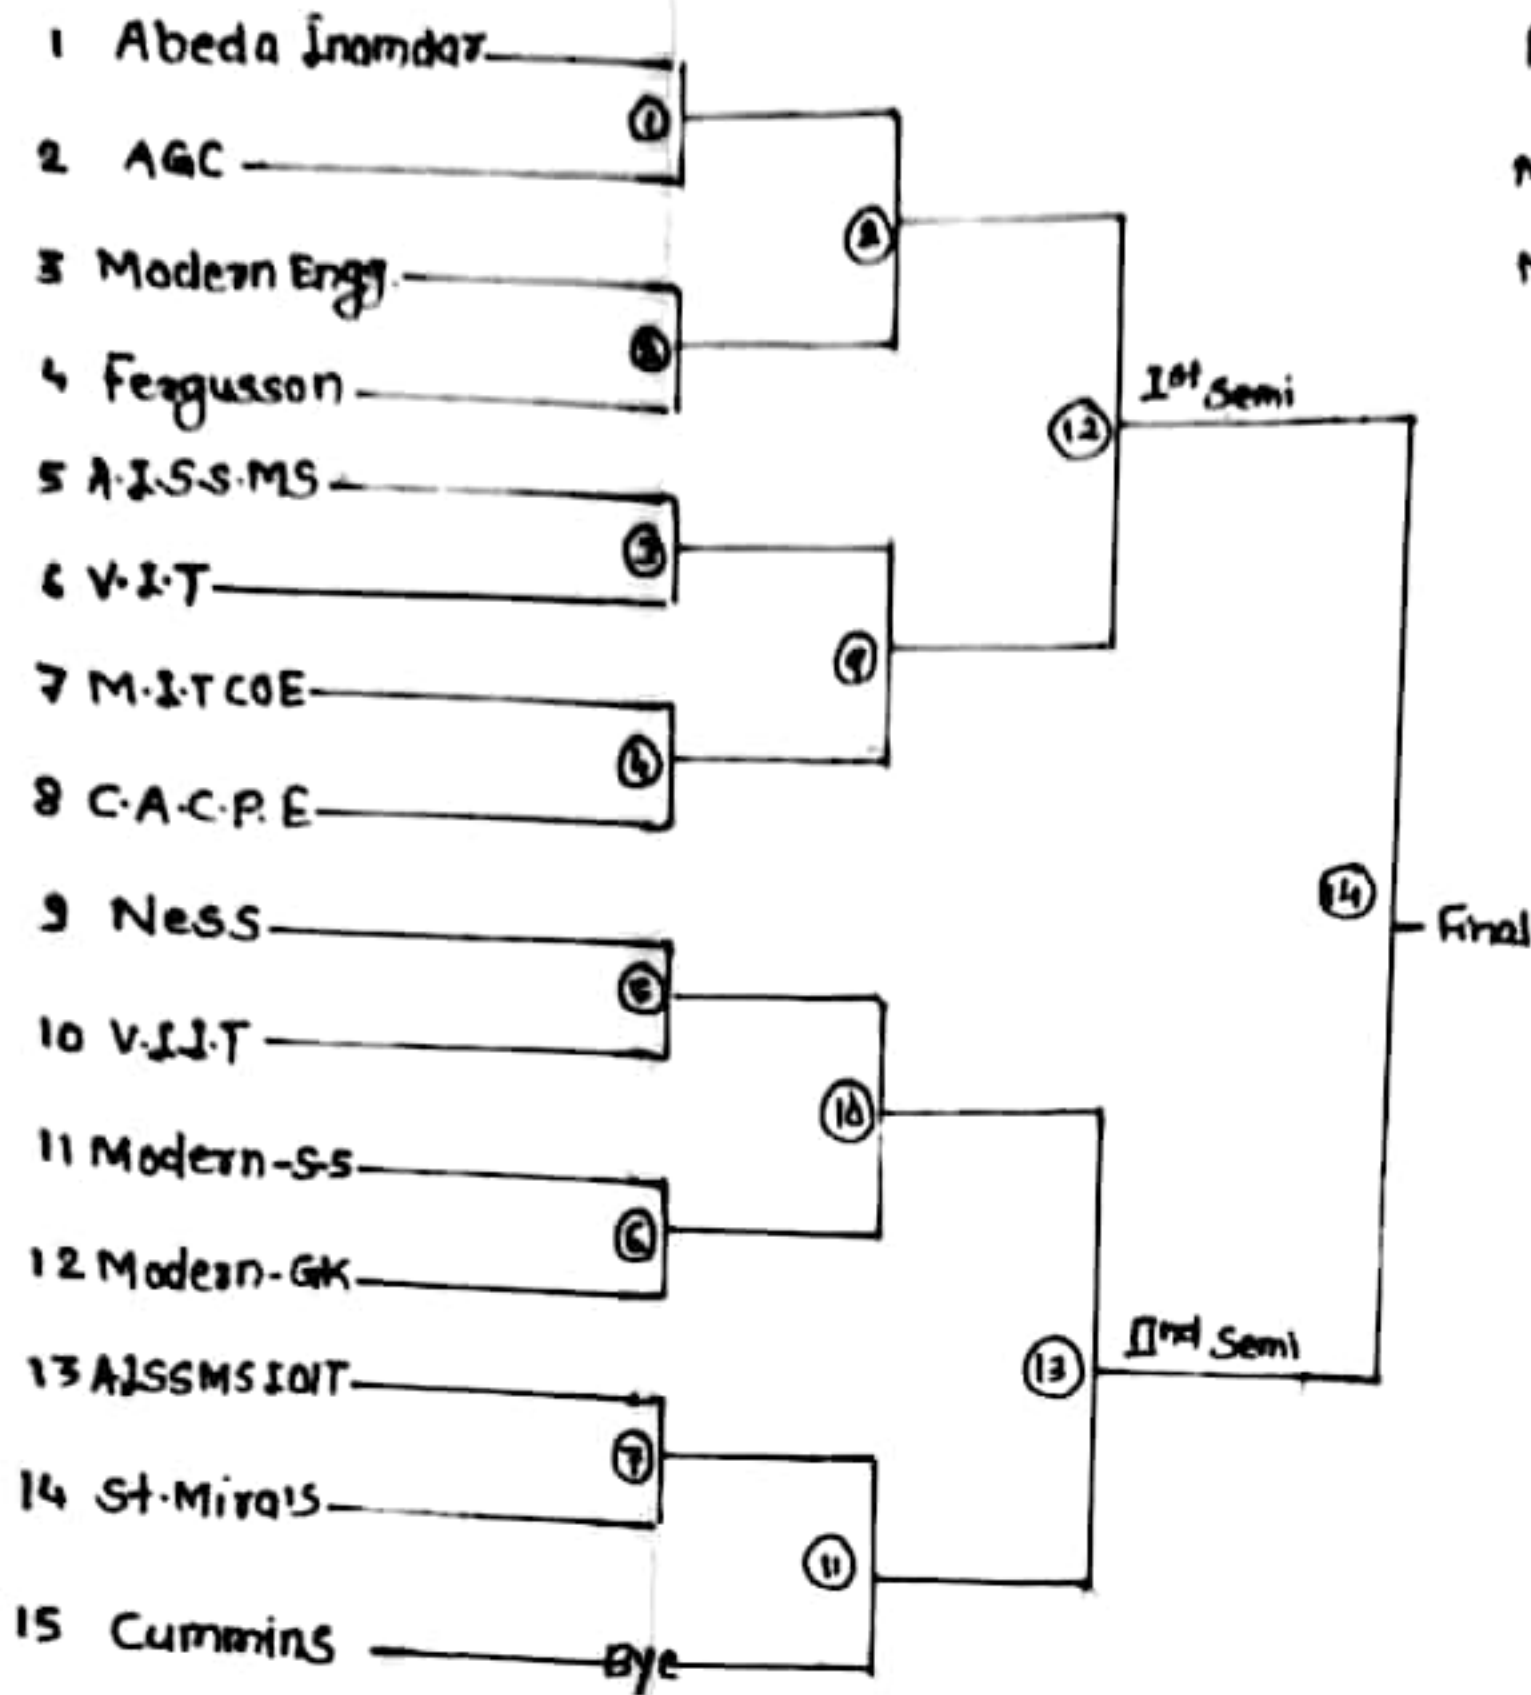 1 Abeda Inamdar
①
2 AGC
⑧
3 Modern Engg.
②
4 Fergusson
Ist Semi
⑫
5 A.I.S.S.MS
③
6 V.I.T
⑨
7 M.I.T COE
④
8 C.A.C.P.E
⑭
9 Ness
Final
⑤
10 V.I.I.T
⑩
11 Modern-S-S
⑥
12 Modern-GK
IInd Semi
⑬
13 AISSMS IOIT
⑦
14 St.Mira's
⑪
15 Cummins Bye